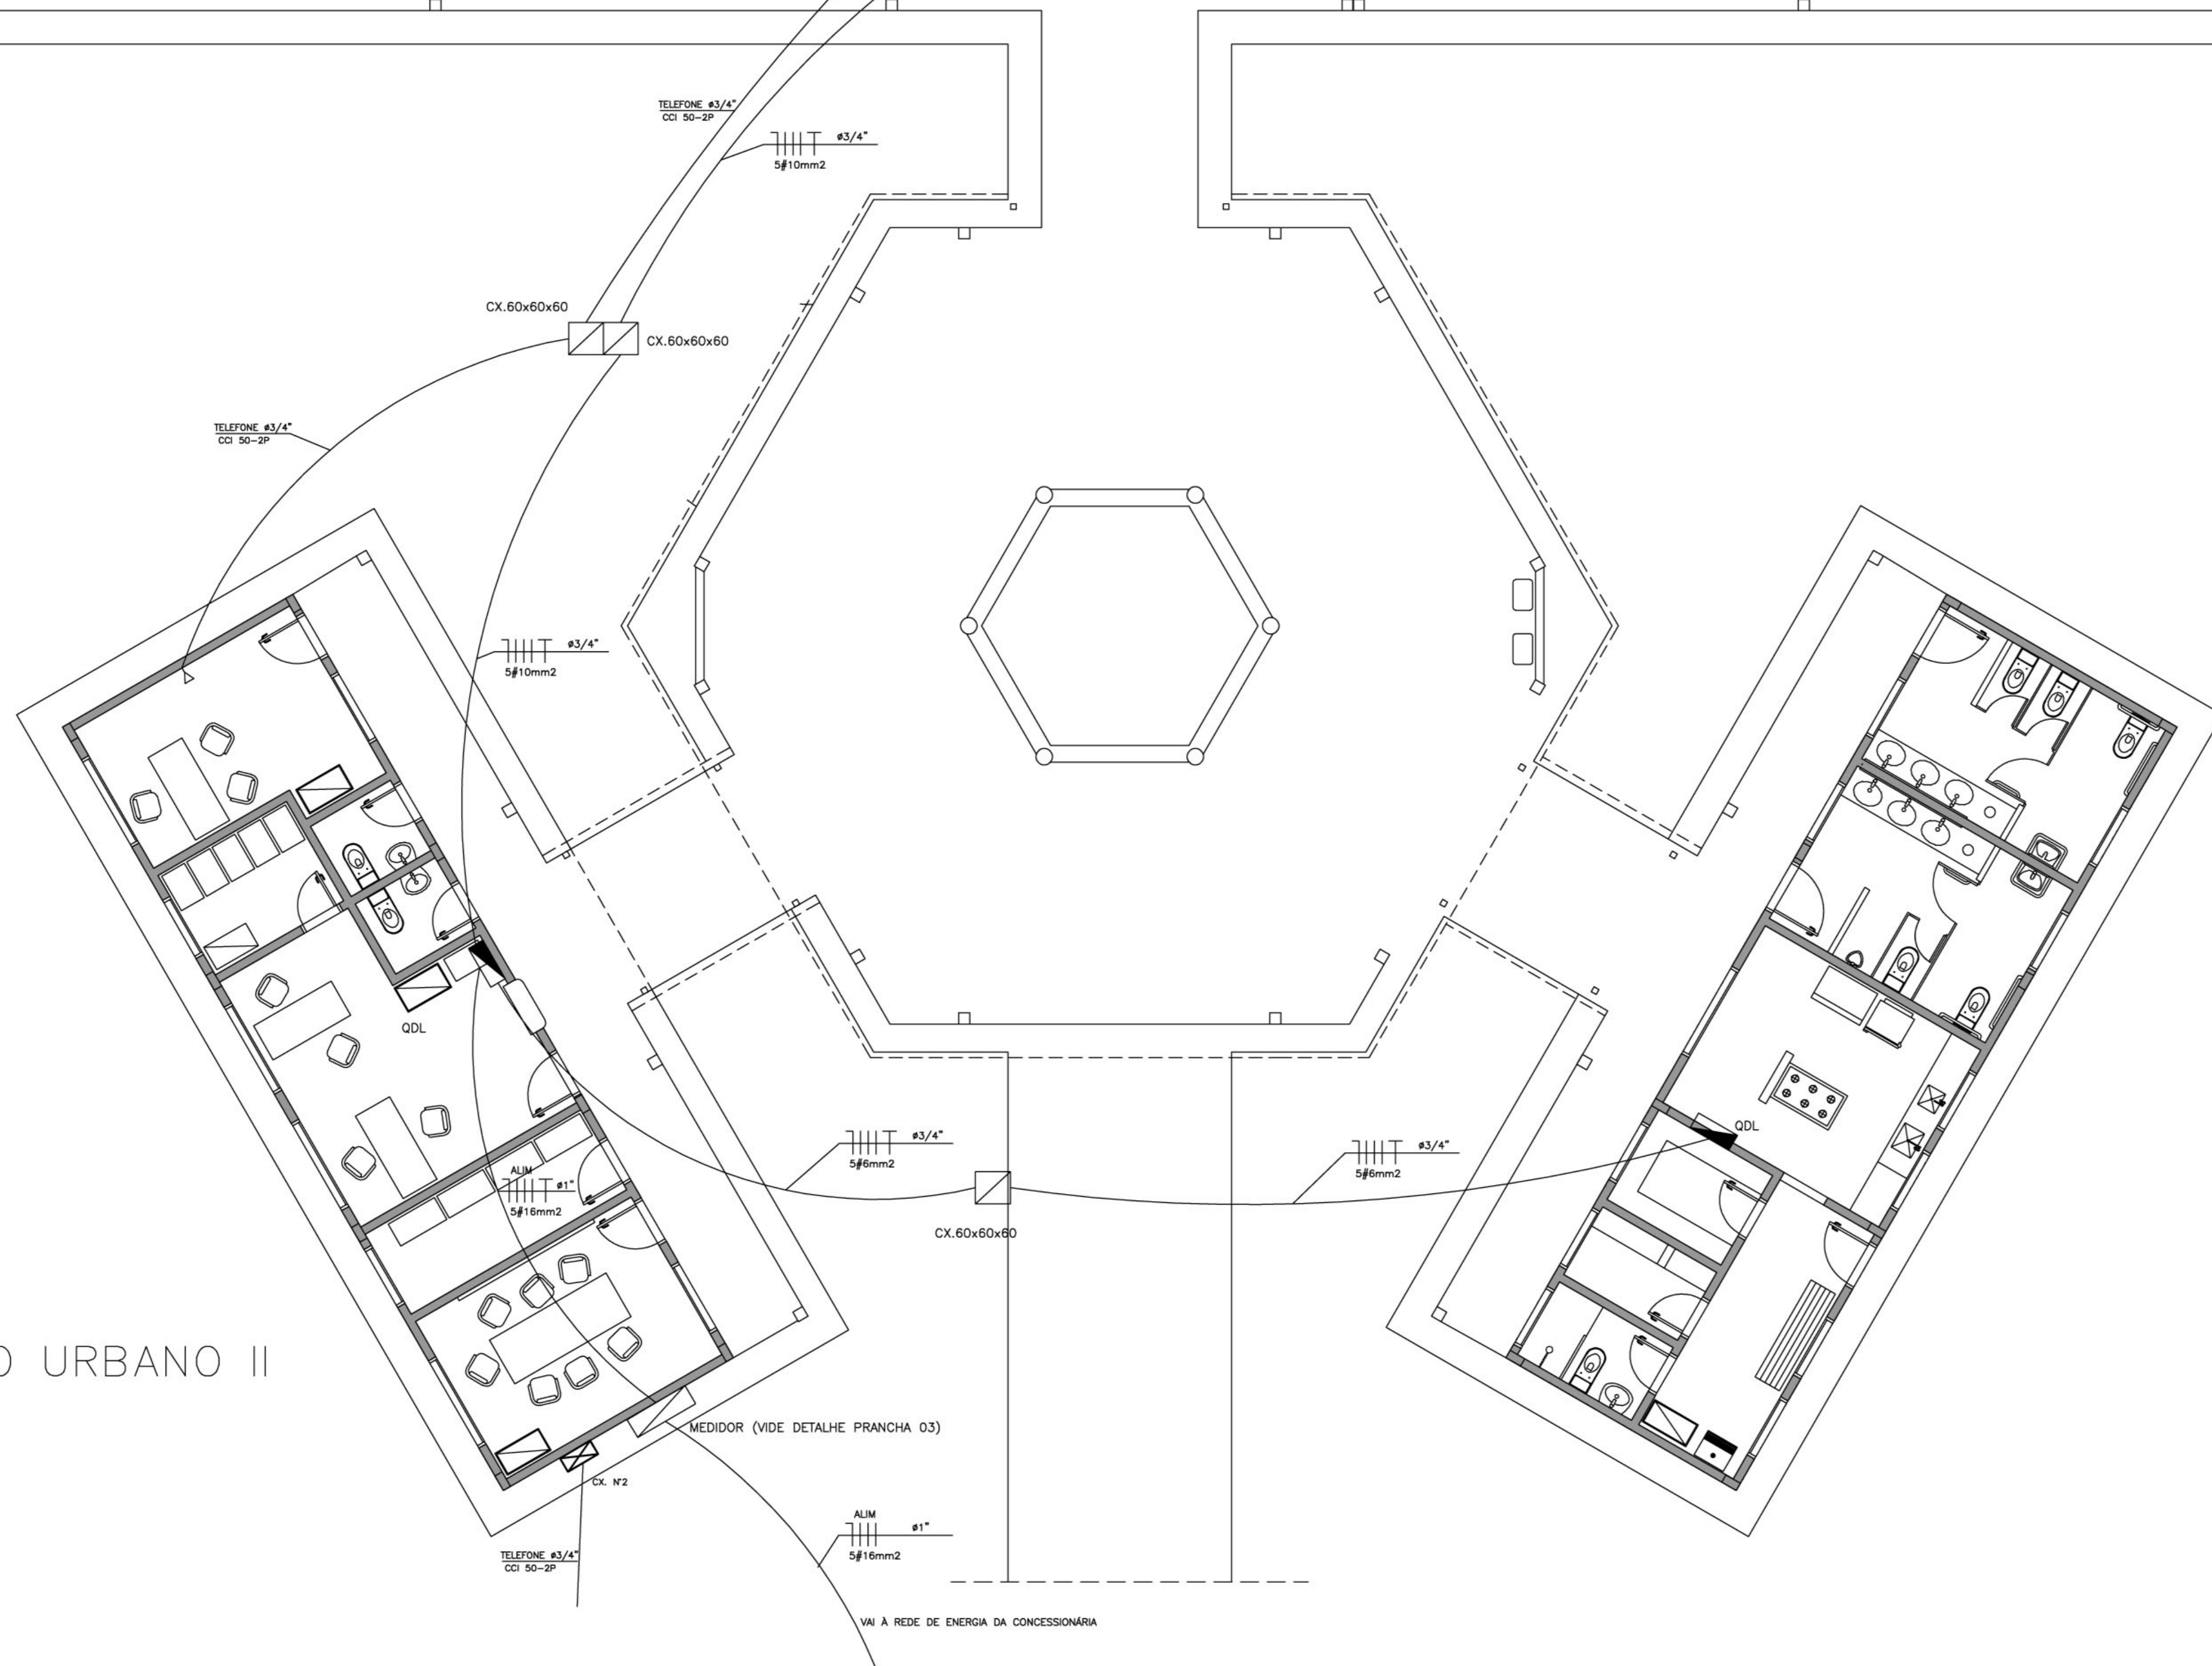 TELEFONE ø3/4"
CCI 50-2P
ø3/4"
5#10mm2
CX.60x60x60
CX.60x60x60
TELEFONE ø3/4"
CCI 50-2P
ø3/4"
5#10mm2
QDL
QDL
ø3/4"
5#6mm2
ø3/4"
5#6mm2
ALIM
ø1"
5#16mm2
CX.60x60x60
O URBANO II
MEDIDOR (VIDE DETALHE PRANCHA 03)
CX. N°2
ALIM
ø1"
5#16mm2
TELEFONE ø3/4"
CCI 50-2P
VAI À REDE DE ENERGIA DA CONCESSIONÁRIA